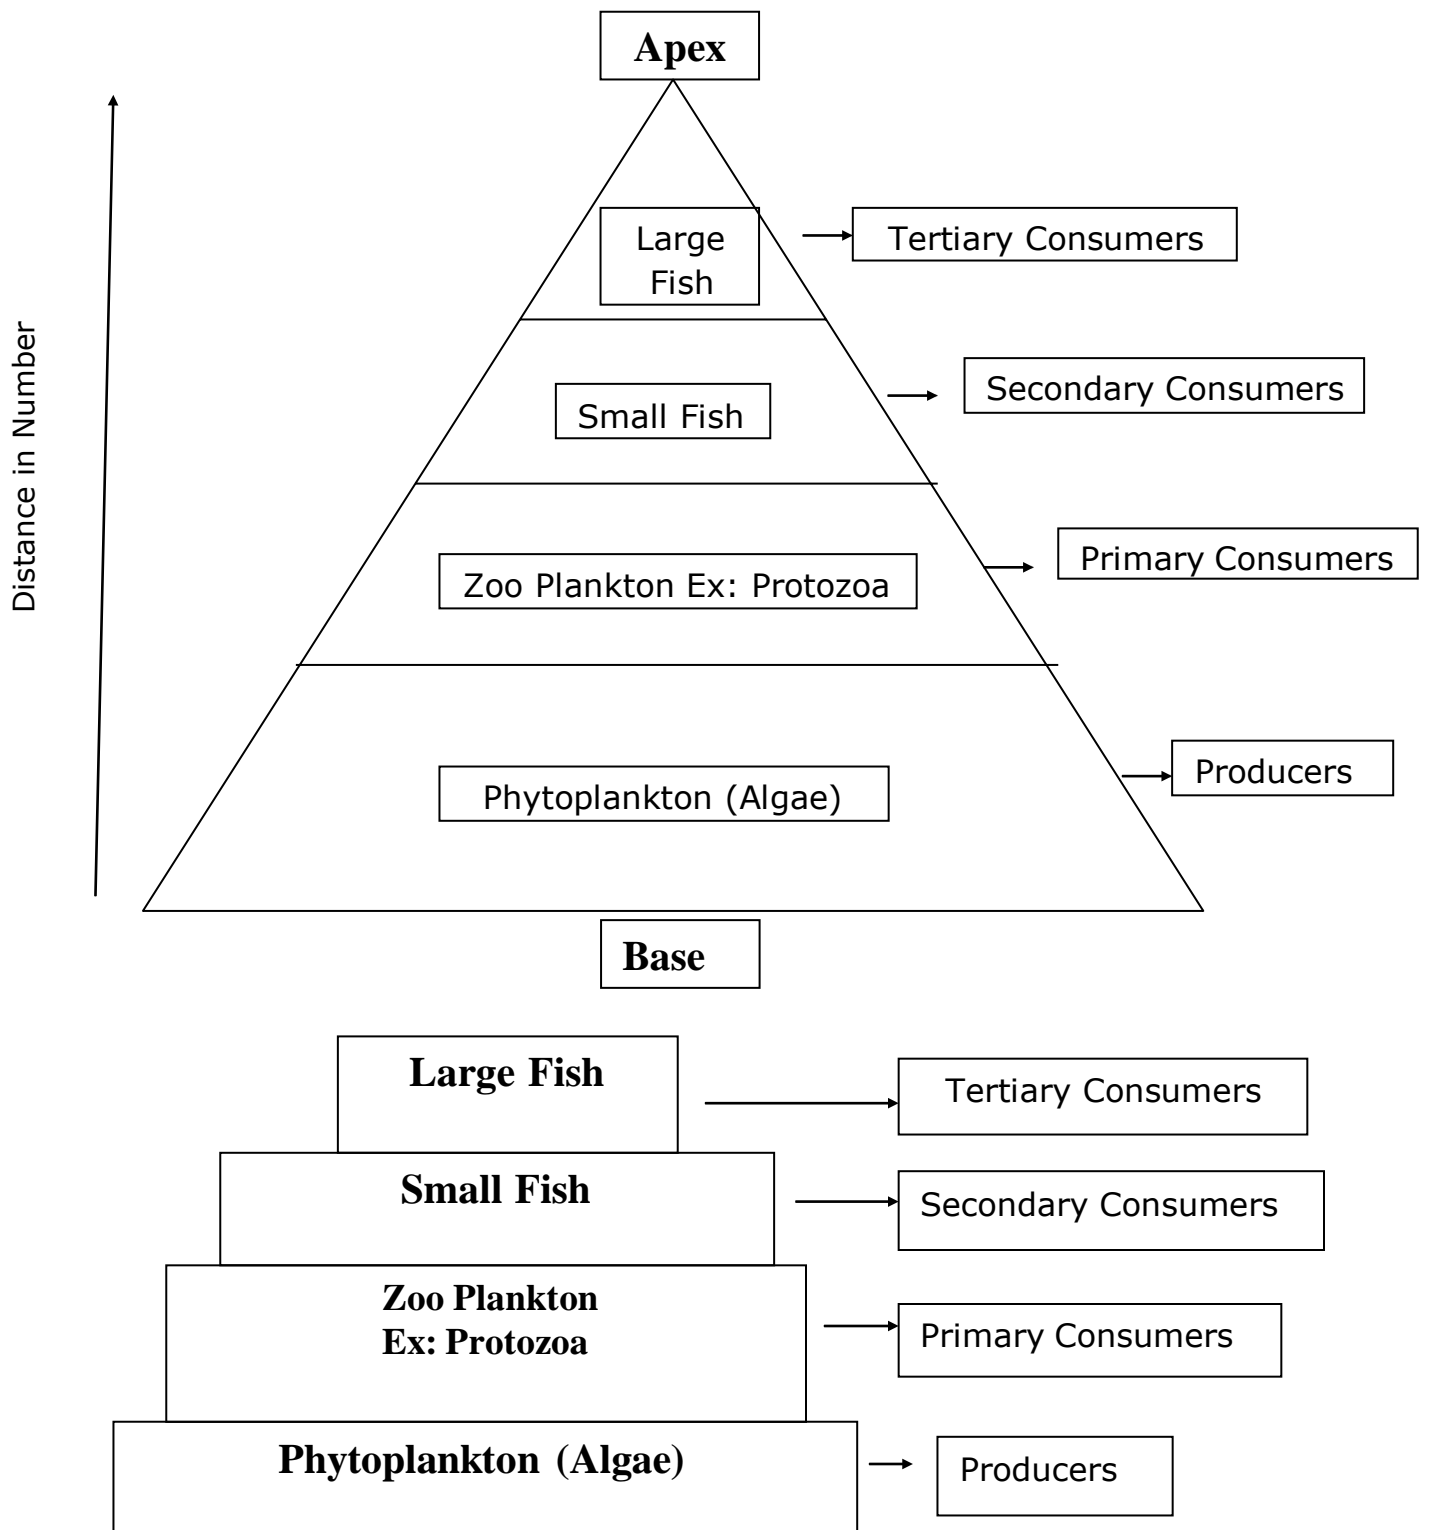 Apex
Large
Fish
Tertiary Consumers
Distance in Number
Small Fish
Secondary Consumers
Zoo Plankton Ex: Protozoa
Primary Consumers
Phytoplankton (Algae)
Producers
Base
Large Fish
Tertiary Consumers
Small Fish
Secondary Consumers
Zoo Plankton
Ex: Protozoa
Primary Consumers
Phytoplankton (Algae)
Producers